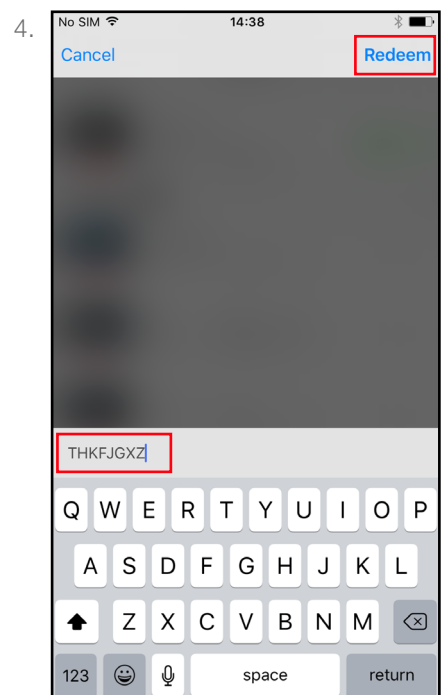 4.
No SIM 14:38
Cancel Redeem
THKFJGXZ
Q W E R T Y U I O P
A S D F G H J K L
Z X C V B N M
123 space return